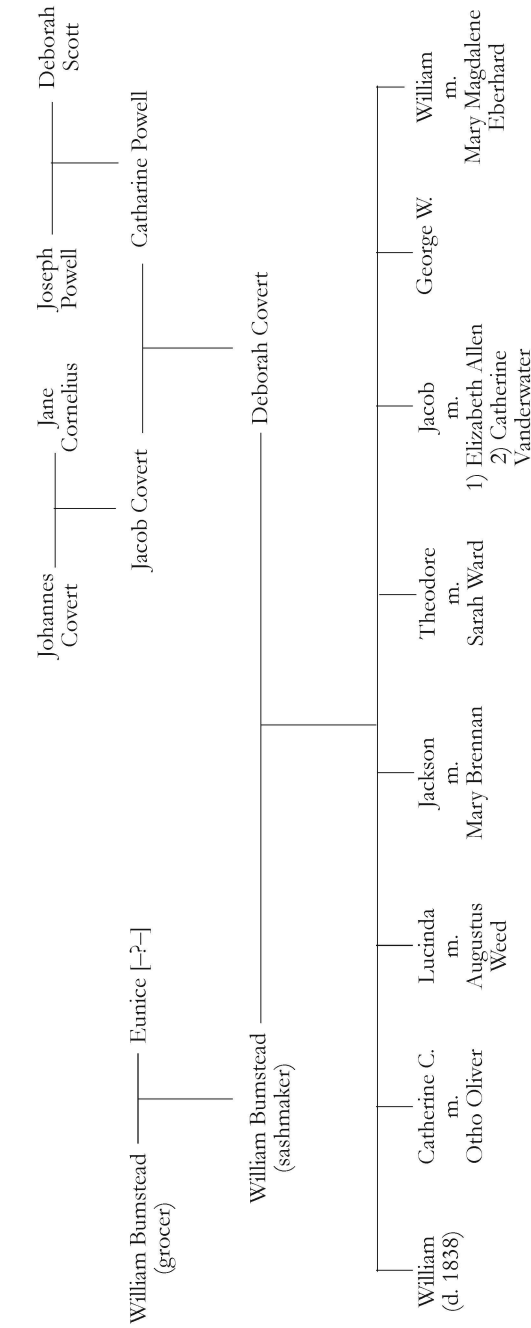 Johannes
Covert
Jane
Cornelius
Joseph
Powell
Deborah
Scott
William Bumstead
(grocer)
Eunice [–?–]
Jacob Covert
Catharine Powell
William Bumstead
(sashmaker)
Deborah Covert
William
(d. 1838)
Catherine C.
m.
Otho Oliver
Lucinda
m.
Augustus
Weed
Jackson
m.
Mary Brennan
Theodore
m.
Sarah Ward
Jacob
m.
1) Elizabeth Allen
2) Catherine
Vanderwater
George W.
William
m.
Mary Magdalene
Eberhard